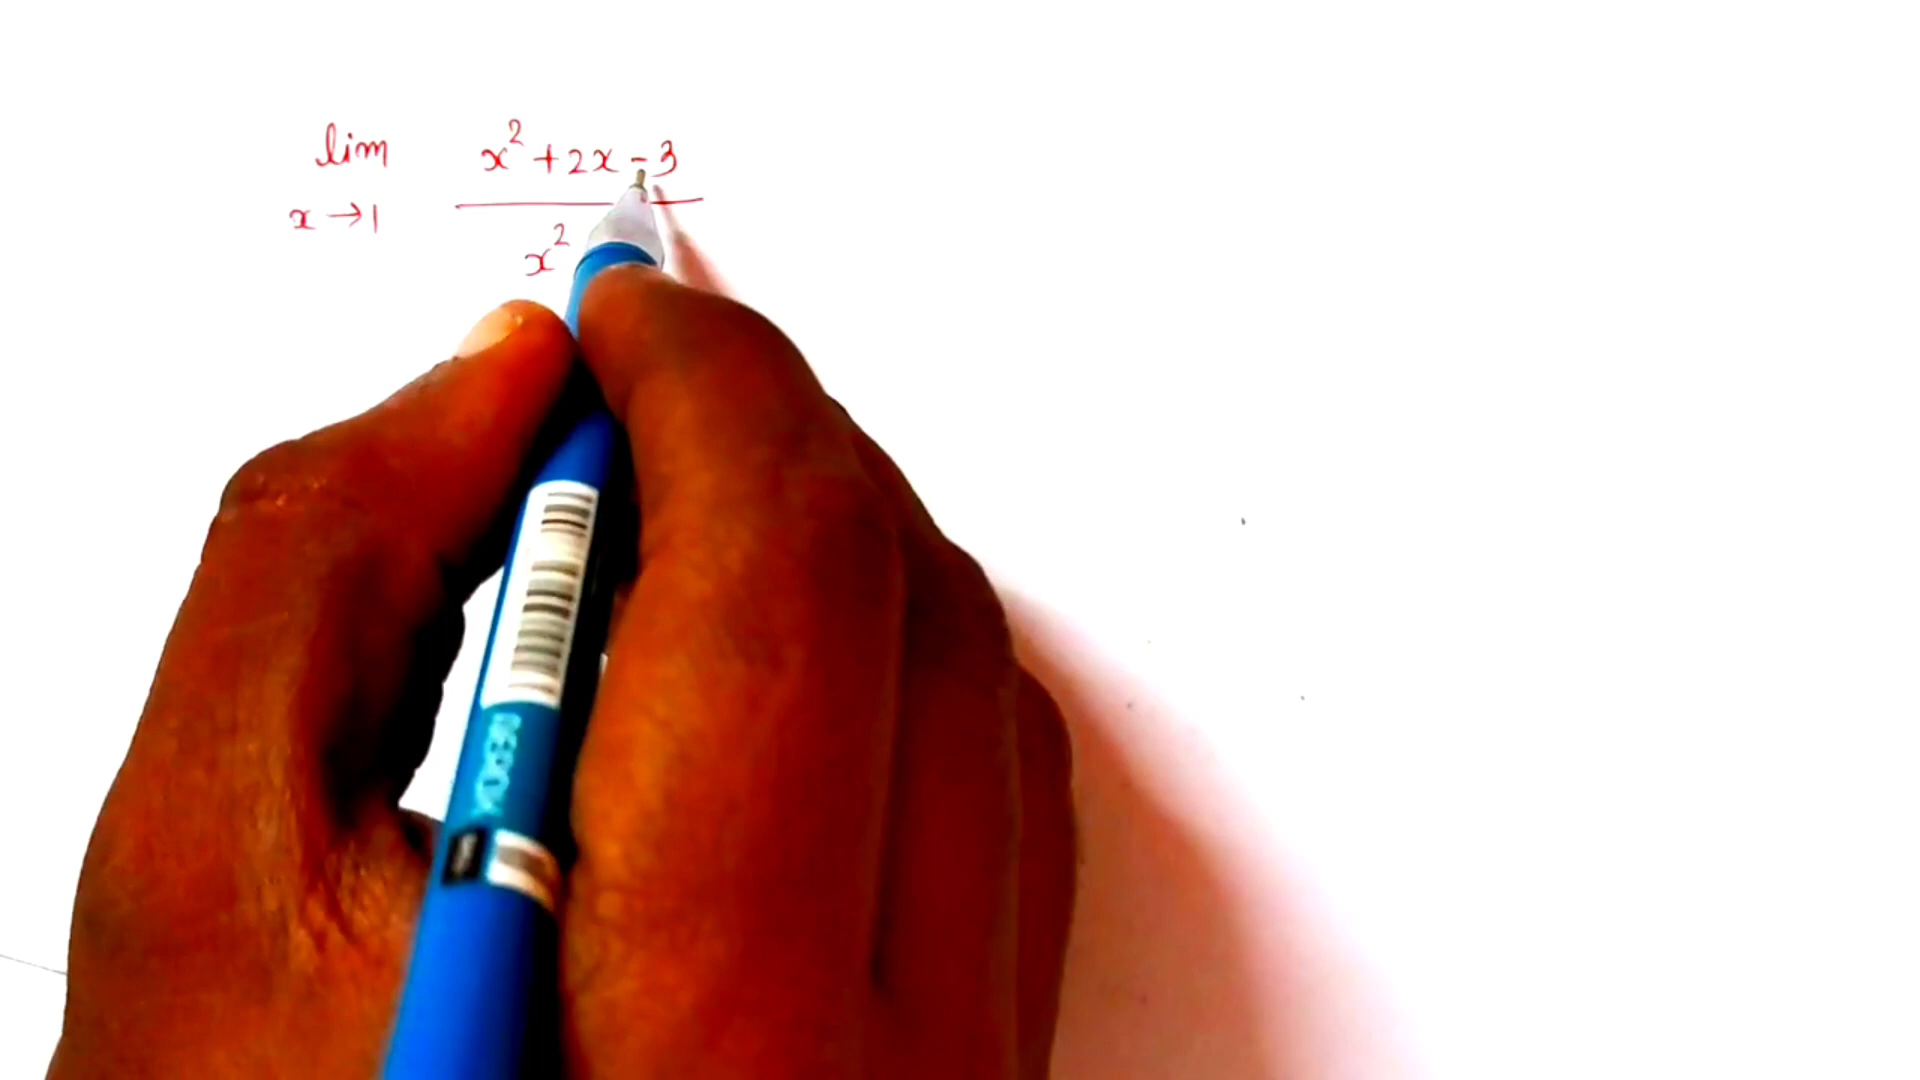 lim x² + 2x - 3
x → 1 x²